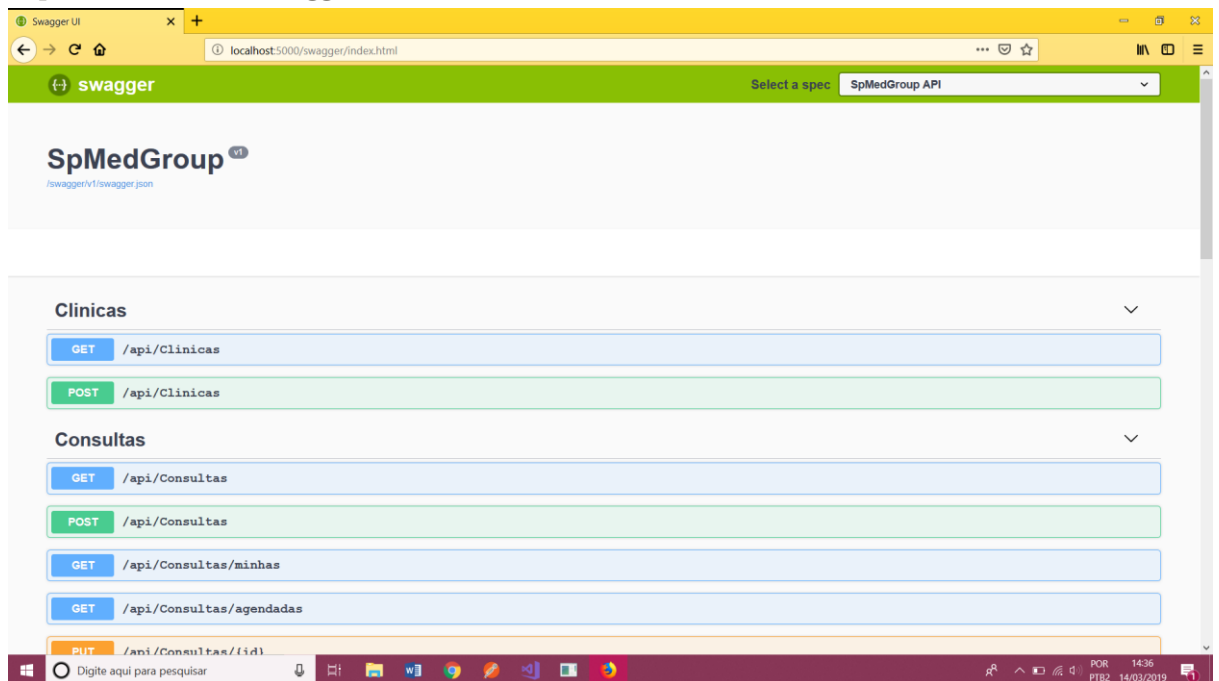 Swagger UI
localhost:5000/swagger/index.html
swagger
Select a spec
SpMedGroup API
SpMedGroup v1
/swagger/v1/swagger.json
Clinicas
GET /api/Clinicas
POST /api/Clinicas
Consultas
GET /api/Consultas
POST /api/Consultas
GET /api/Consultas/minhas
GET /api/Consultas/agendadas
PUT /api/Consultas/{id}
Digite aqui para pesquisar
POR 14:36
PTB2 14/03/2019